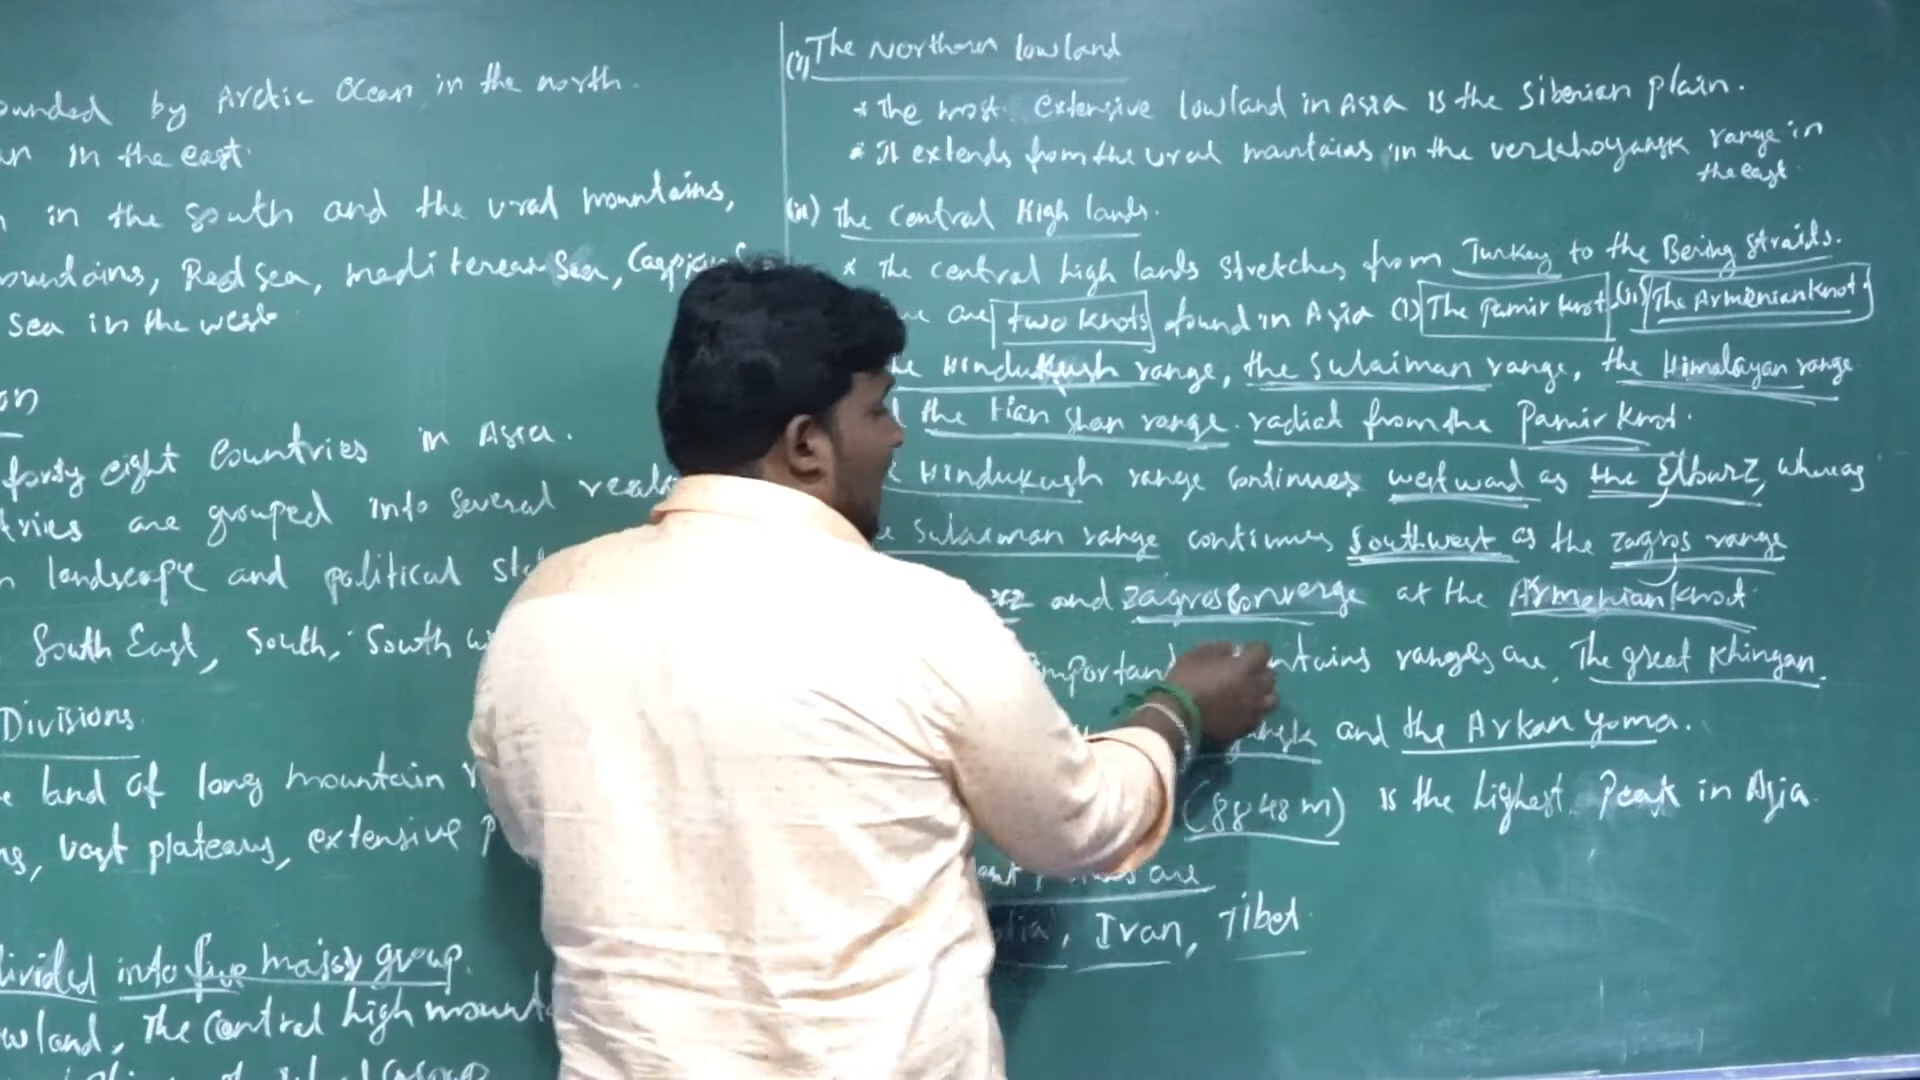 ounded by Arctic Ocean in the north.
in the east.
in the south and the ural mountains,
ountains, Red sea, mediterean Sea, Caspian
sea in the west.
on
forty eight Countries in Asia.
tries are grouped into several
landscape and political
South East, South, South
Divisions.
land of long mountain
vast plateaus, extensive
divided into five major group.
wland, The Central high
(i) The Northern lowland
* The most extensive lowland in Asia is the Siberian plain.
* It extends from the ural mountains in the verkhoyansk range in
the east
(ii) The Central High lands.
* The central high lands stretches from Turkey to the Bering straits.
are two knots found in Asia (i) The Pamir knot (ii) The Armenian knot.
Hindukush range, the Sulaiman range, the Himalayan range
the tian shan range radial from the Pamir knot.
Hindukush range continues westward as the Elburz, whereas
Sulaiman range continues southwest as the zagros range
and zagros converge at the Armenian knot.
important ntains ranges are, The great Khingan.
and the Arkan yoma.
(8848 m) is the highest Peak in Asia.
are
, Iran, Tibet.